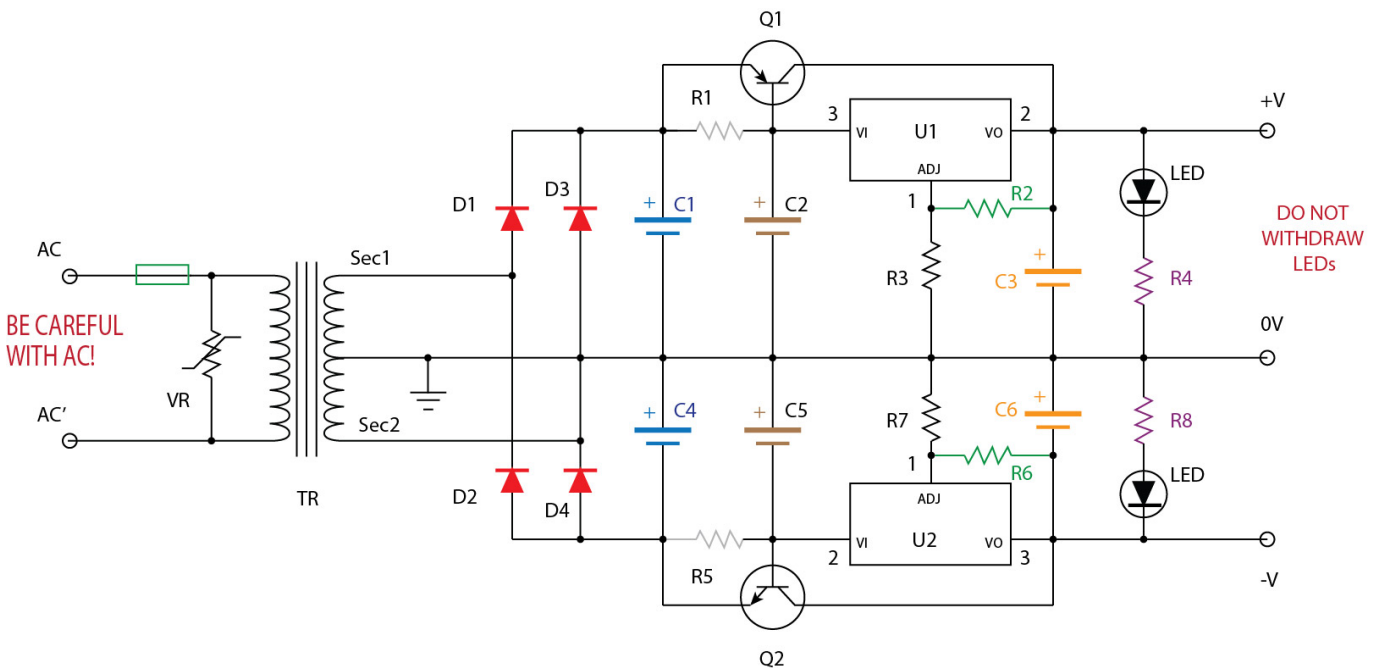 Q1
R1
3
VI
U1
VO
2
+V
ADJ
LED
D1
D3
+
C1
+
C2
1
R2
DO NOT
WITHDRAW
LEDs
AC
Sec1
R3
+
C3
R4
BE CAREFUL
WITH AC!
0V
VR
AC'
Sec2
+
C4
+
C5
R7
C6
+
R8
1
R6
TR
D2
D4
ADJ
LED
R5
2
VI
U2
VO
3
-V
Q2